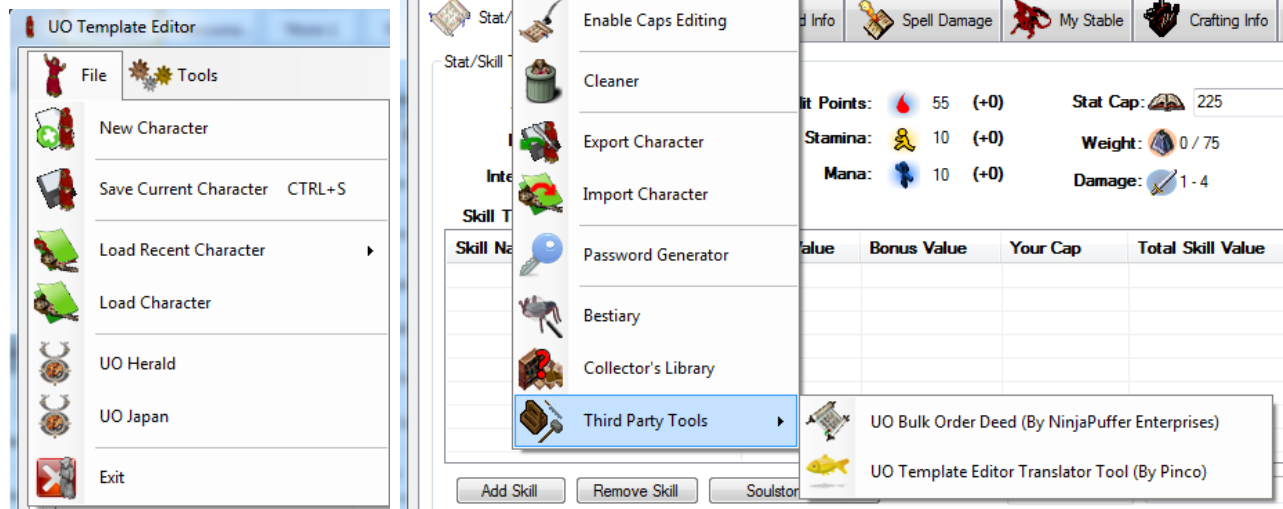 UO Template Editor
File
Tools
New Character
Save Current Character CTRL+S
Load Recent Character
Load Character
UO Herald
UO Japan
Exit
Stat/
Enable Caps Editing
d Info
Spell Damage
My Stable
Crafting Info
Stat/Skill T
Cleaner
Hit Points: 55 (+0)
Stat Cap: 225
Export Character
Stamina: 10 (+0)
Weight: 0 / 75
Inte
Import Character
Mana: 10 (+0)
Damage: 1 - 4
Skill T
Skill Na
Password Generator
Value
Bonus Value
Your Cap
Total Skill Value
Bestiary
Collector's Library
Third Party Tools
UO Bulk Order Deed (By NinjaPuffer Enterprises)
UO Template Editor Translator Tool (By Pinco)
Add Skill
Remove Skill
Soulston